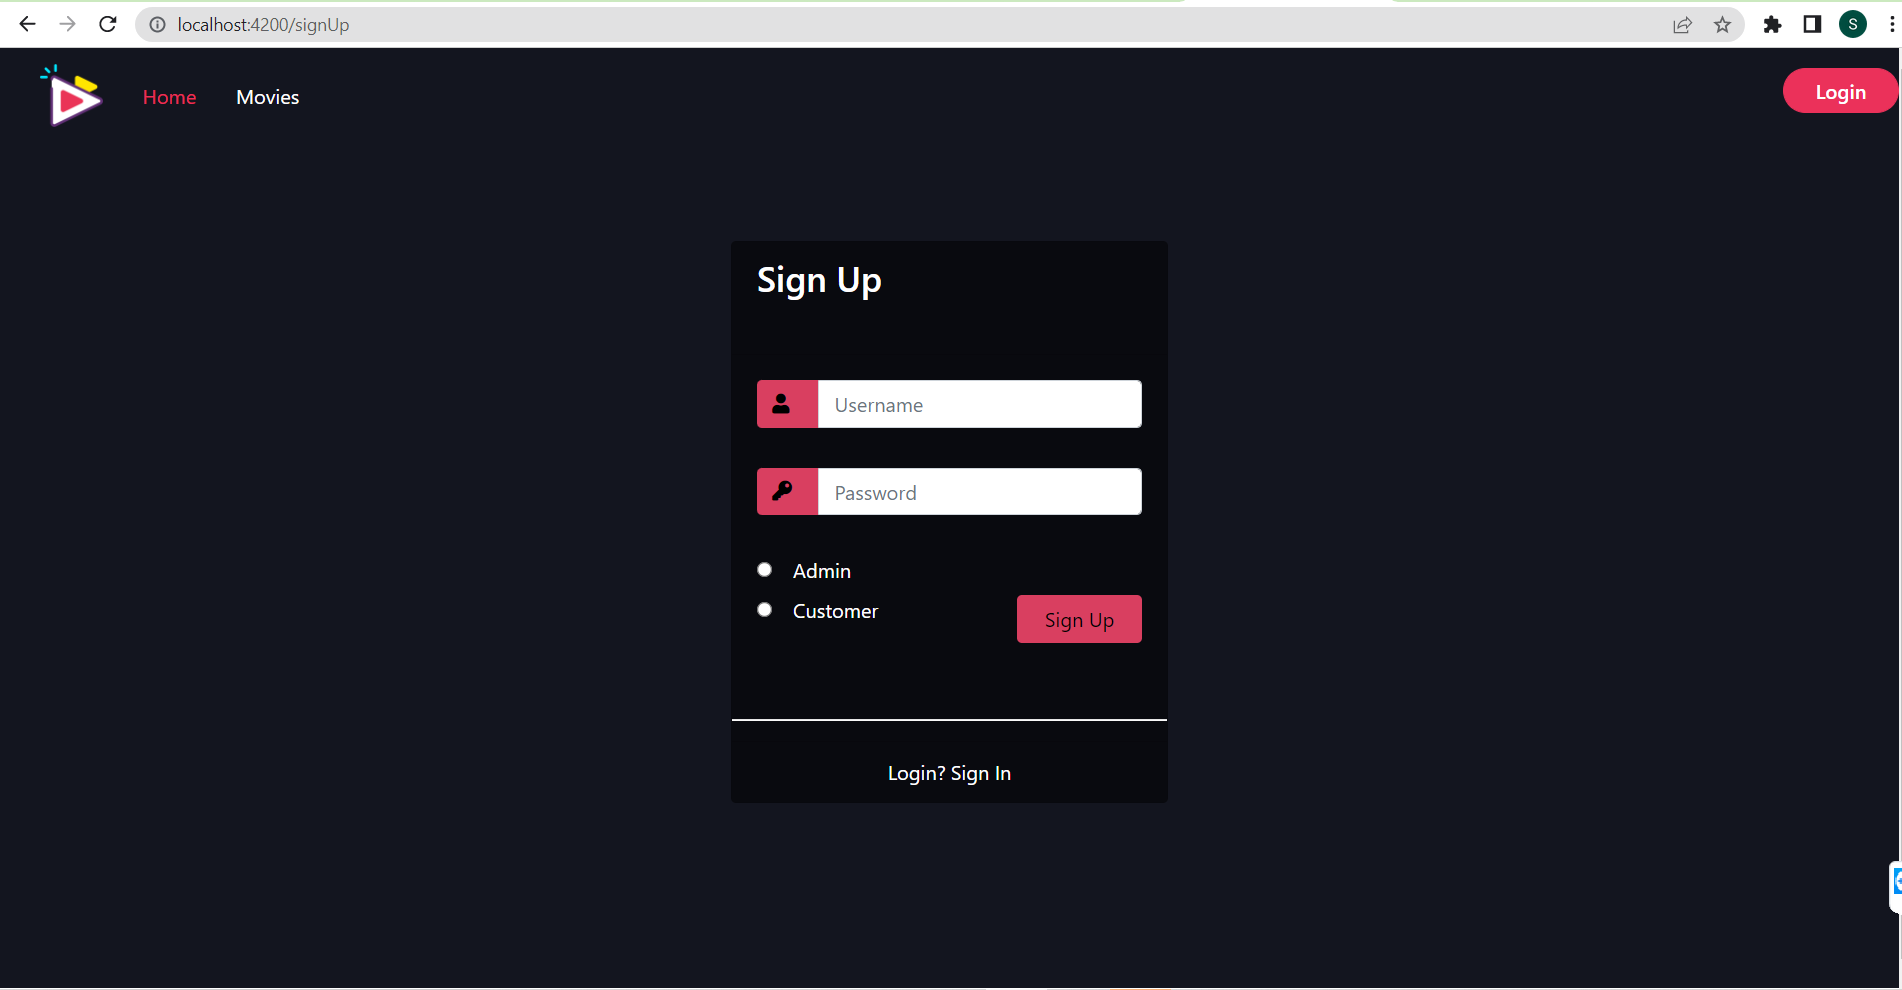 localhost:4200/signUp
S
Home Movies Login
Sign Up
Username
Password
Admin
Customer
Sign Up
Login? Sign In